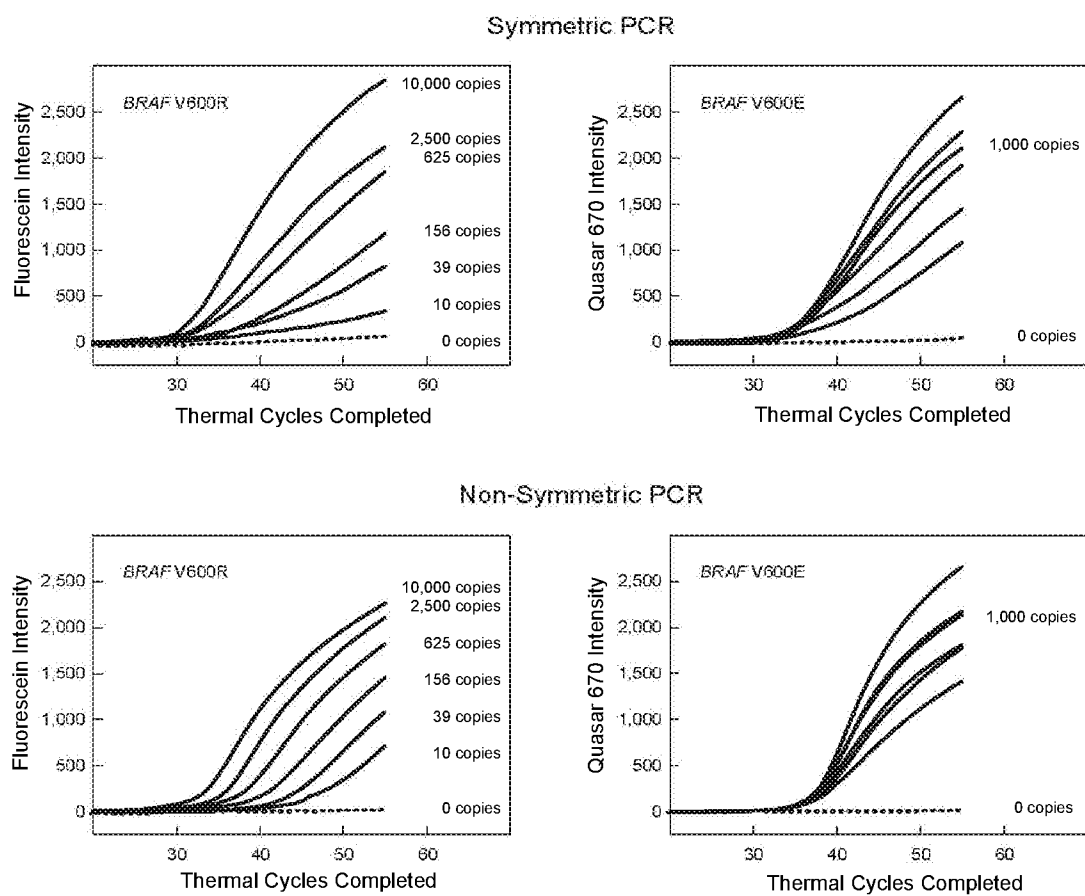 Symmetric PCR
BRAF V600R
Fluorescein Intensity
2,500
2,000
1,500
1,000
500
0
10,000 copies
2,500 copies
625 copies
156 copies
39 copies
10 copies
0 copies
30 40 50 60
Thermal Cycles Completed
BRAF V600E
Quasar 670 Intensity
2,500
2,000
1,500
1,000
500
0
1,000 copies
0 copies
30 40 50 60
Thermal Cycles Completed
Non-Symmetric PCR
BRAF V600R
Fluorescein Intensity
2,500
2,000
1,500
1,000
500
0
10,000 copies
2,500 copies
625 copies
156 copies
39 copies
10 copies
0 copies
30 40 50 60
Thermal Cycles Completed
BRAF V600E
Quasar 670 Intensity
2,500
2,000
1,500
1,000
500
0
1,000 copies
0 copies
30 40 50 60
Thermal Cycles Completed